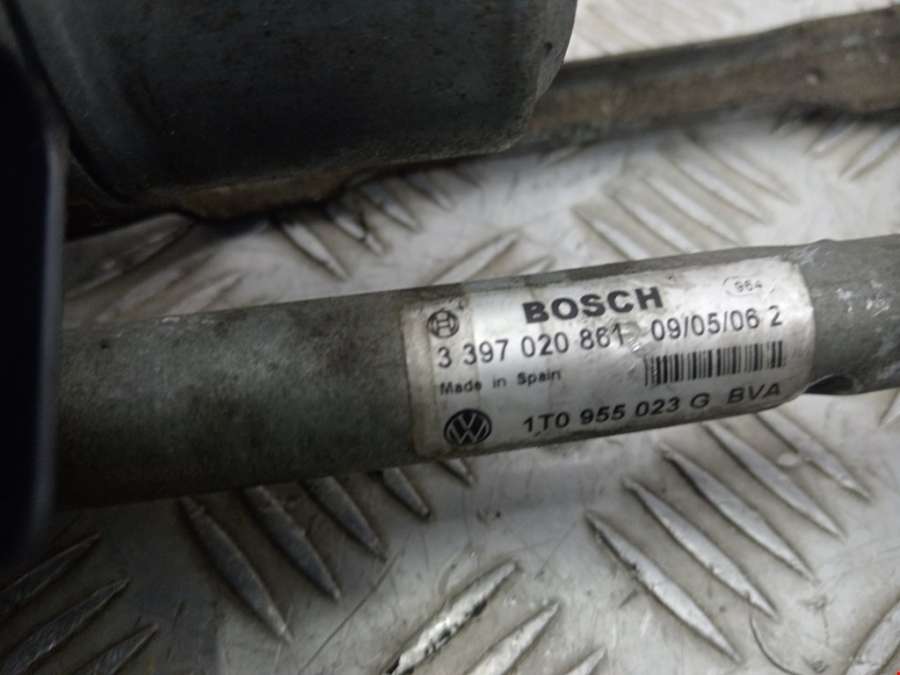 BOSCH 964
3 397 020 861 09/05/06 2
Made in Spain
1T0 955 023 G BVA